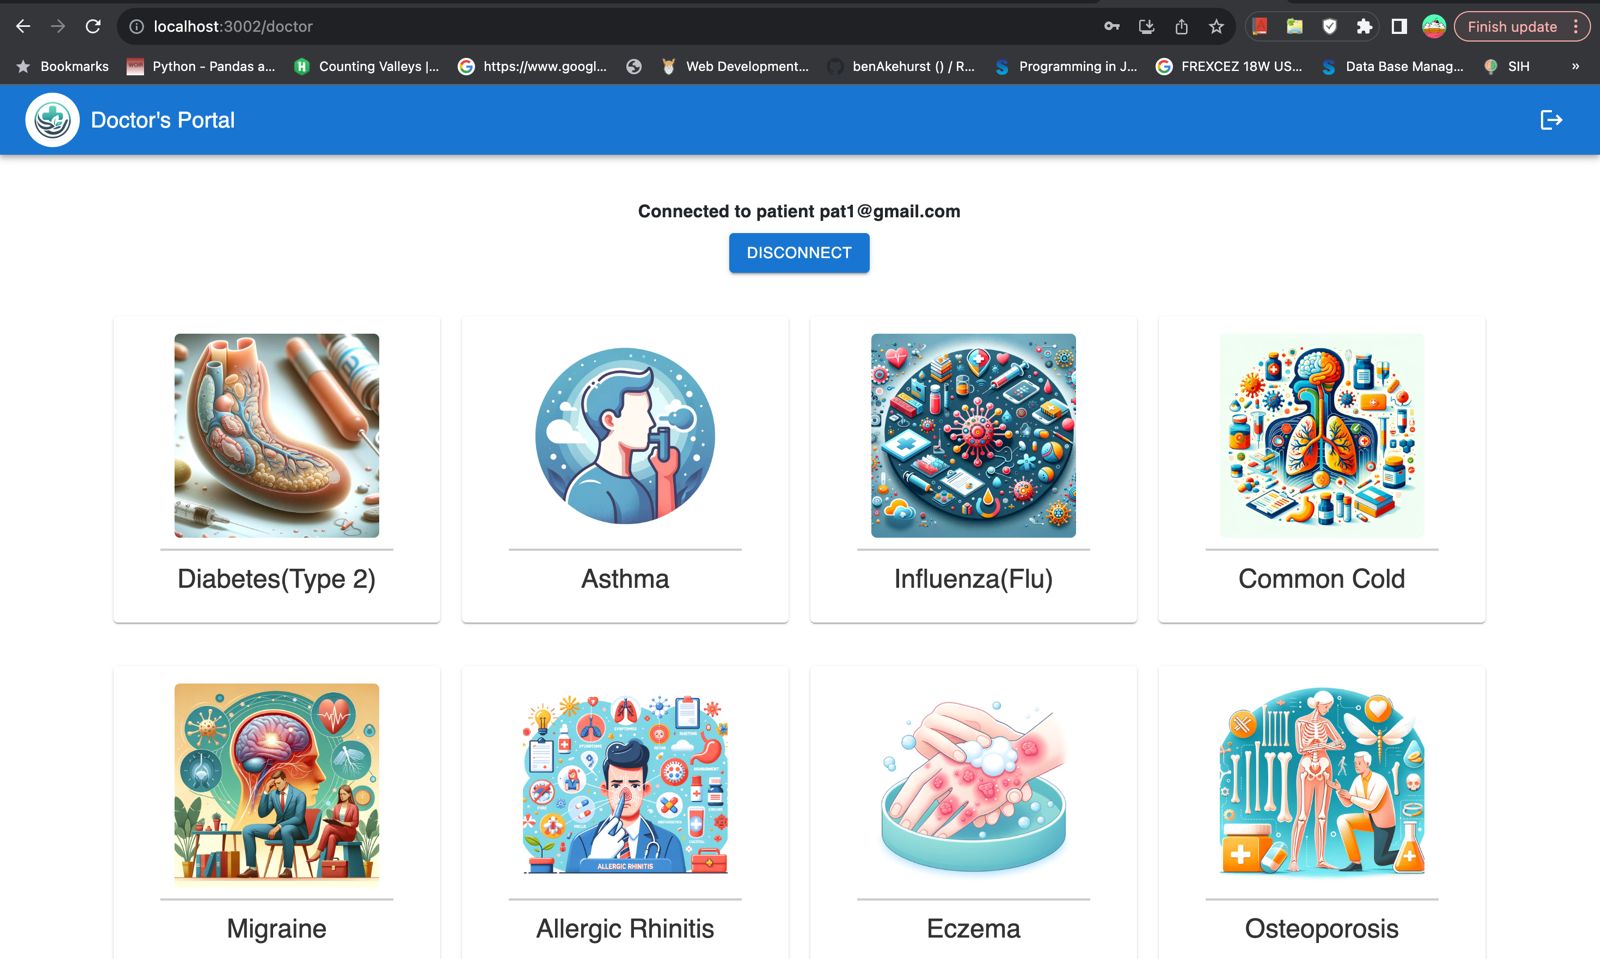 localhost:3002/doctor
Finish update
Bookmarks
Python - Pandas a...
Counting Valleys |...
https://www.googl...
Web Development...
benAkehurst () / R...
Programming in J...
FREXCEZ 18W US...
Data Base Manag...
SIH
»
Doctor's Portal
Connected to patient pat1@gmail.com
DISCONNECT
Diabetes(Type 2)
Asthma
Influenza(Flu)
Common Cold
ALLERGIC RHINITIS
Migraine
Allergic Rhinitis
Eczema
Osteoporosis